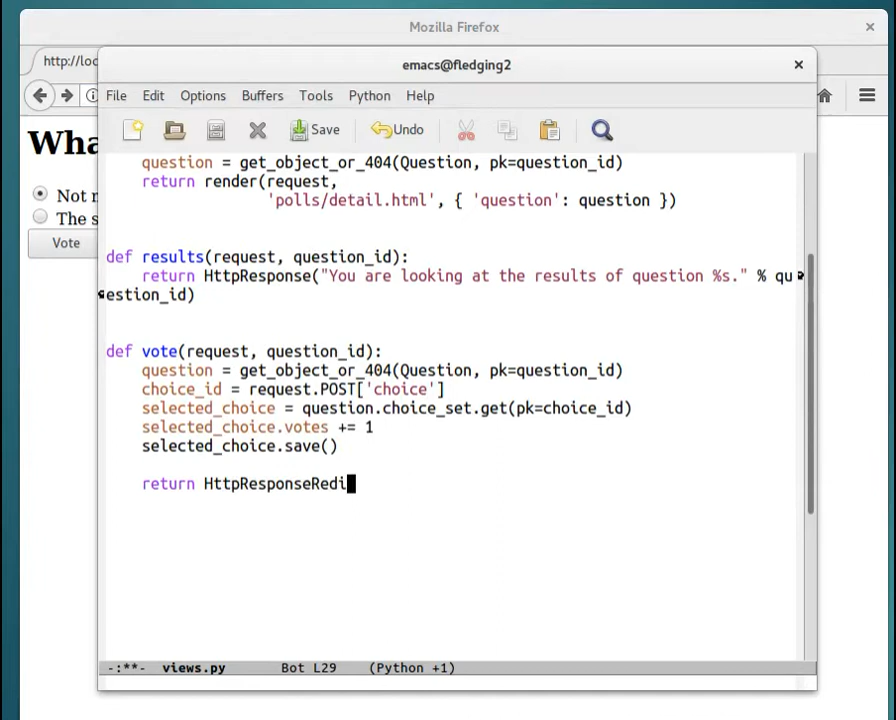 Mozilla Firefox
http://loc
emacs@fledging2
File Edit Options Buffers Tools Python Help
Save Undo
Wha
Not n
The s
Vote
question = get_object_or_404(Question, pk=question_id)
return render(request,
'polls/detail.html', { 'question': question })
def results(request, question_id):
return HttpResponse("You are looking at the results of question %s." % qu
estion_id)
def vote(request, question_id):
question = get_object_or_404(Question, pk=question_id)
choice_id = request.POST['choice']
selected_choice = question.choice_set.get(pk=choice_id)
selected_choice.votes += 1
selected_choice.save()
return HttpResponseRedi
-:**- views.py Bot L29 (Python +1)